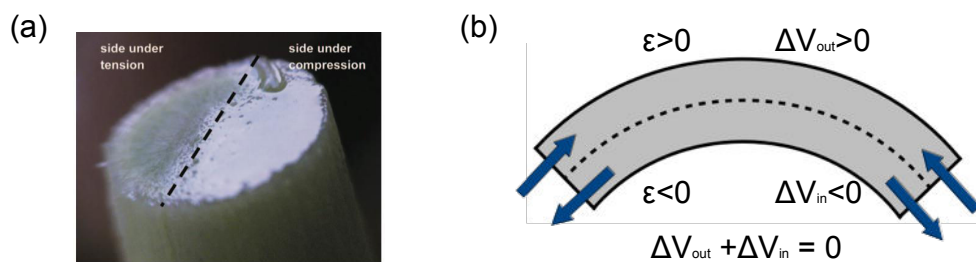 (a)
side under
tension
side under
compression
(b)
ε>0
ΔVout>0
ε<0
ΔVin<0
ΔVout +ΔVin = 0